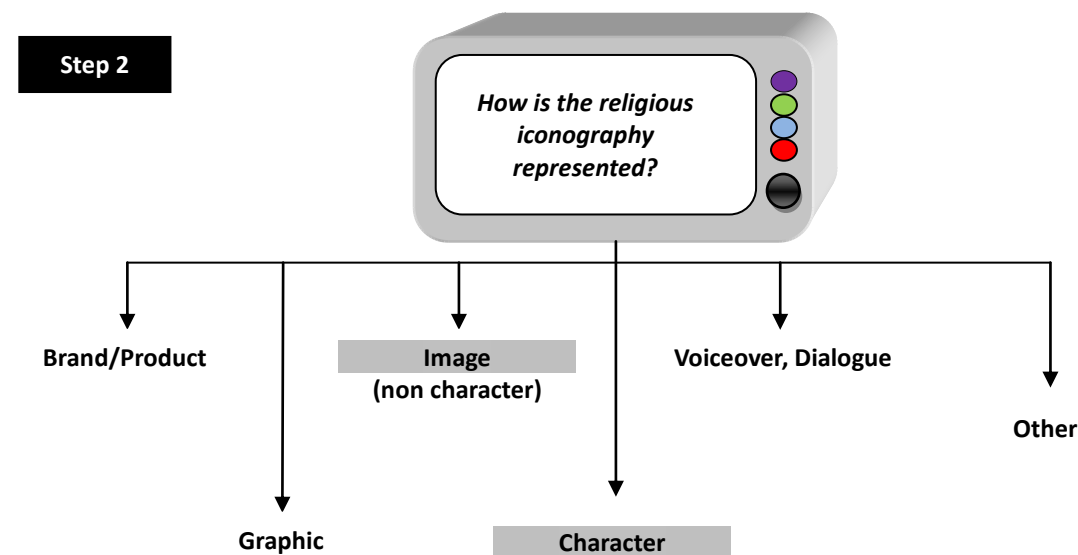 Step 2
How is the religious
iconography
represented?
Brand/Product
Image
(non character)
Voiceover, Dialogue
Other
Graphic
Character